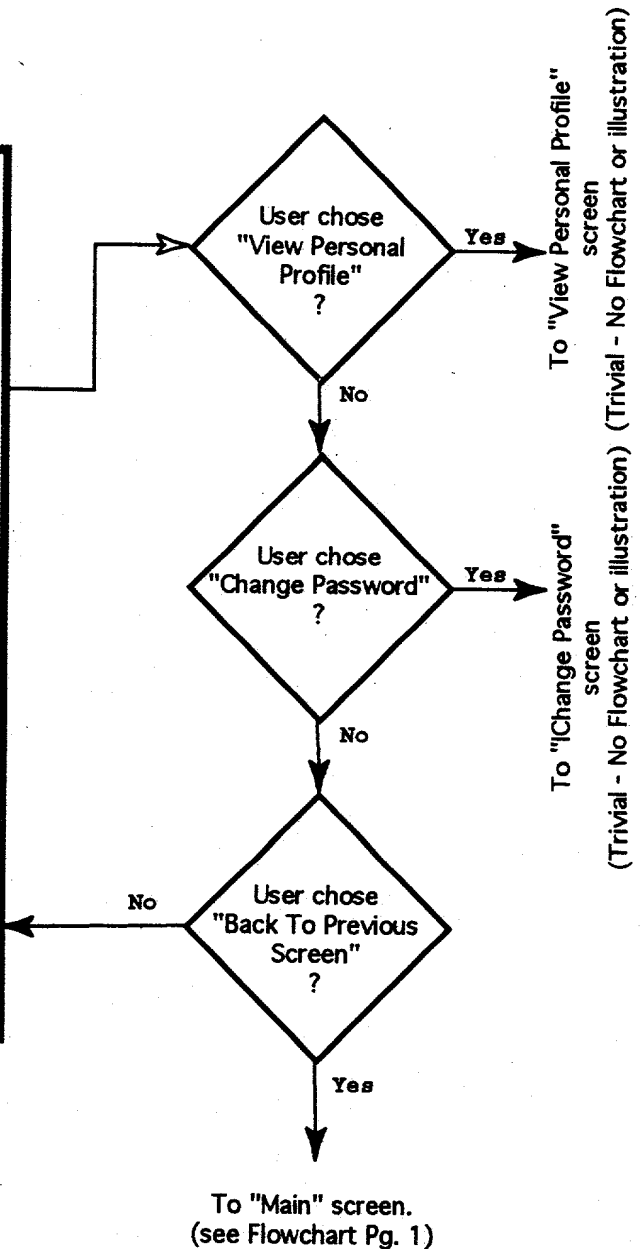 User chose
"View Personal
Profile"
?
Yes
To "View Personal Profile"
screen
(Trivial - No Flowchart or illustration)
No
User chose
"Change Password"
?
Yes
To "IChange Password"
screen
(Trivial - No Flowchart or illustration)
No
User chose
"Back To Previous
Screen"
?
No
Yes
To "Main" screen.
(see Flowchart Pg. 1)